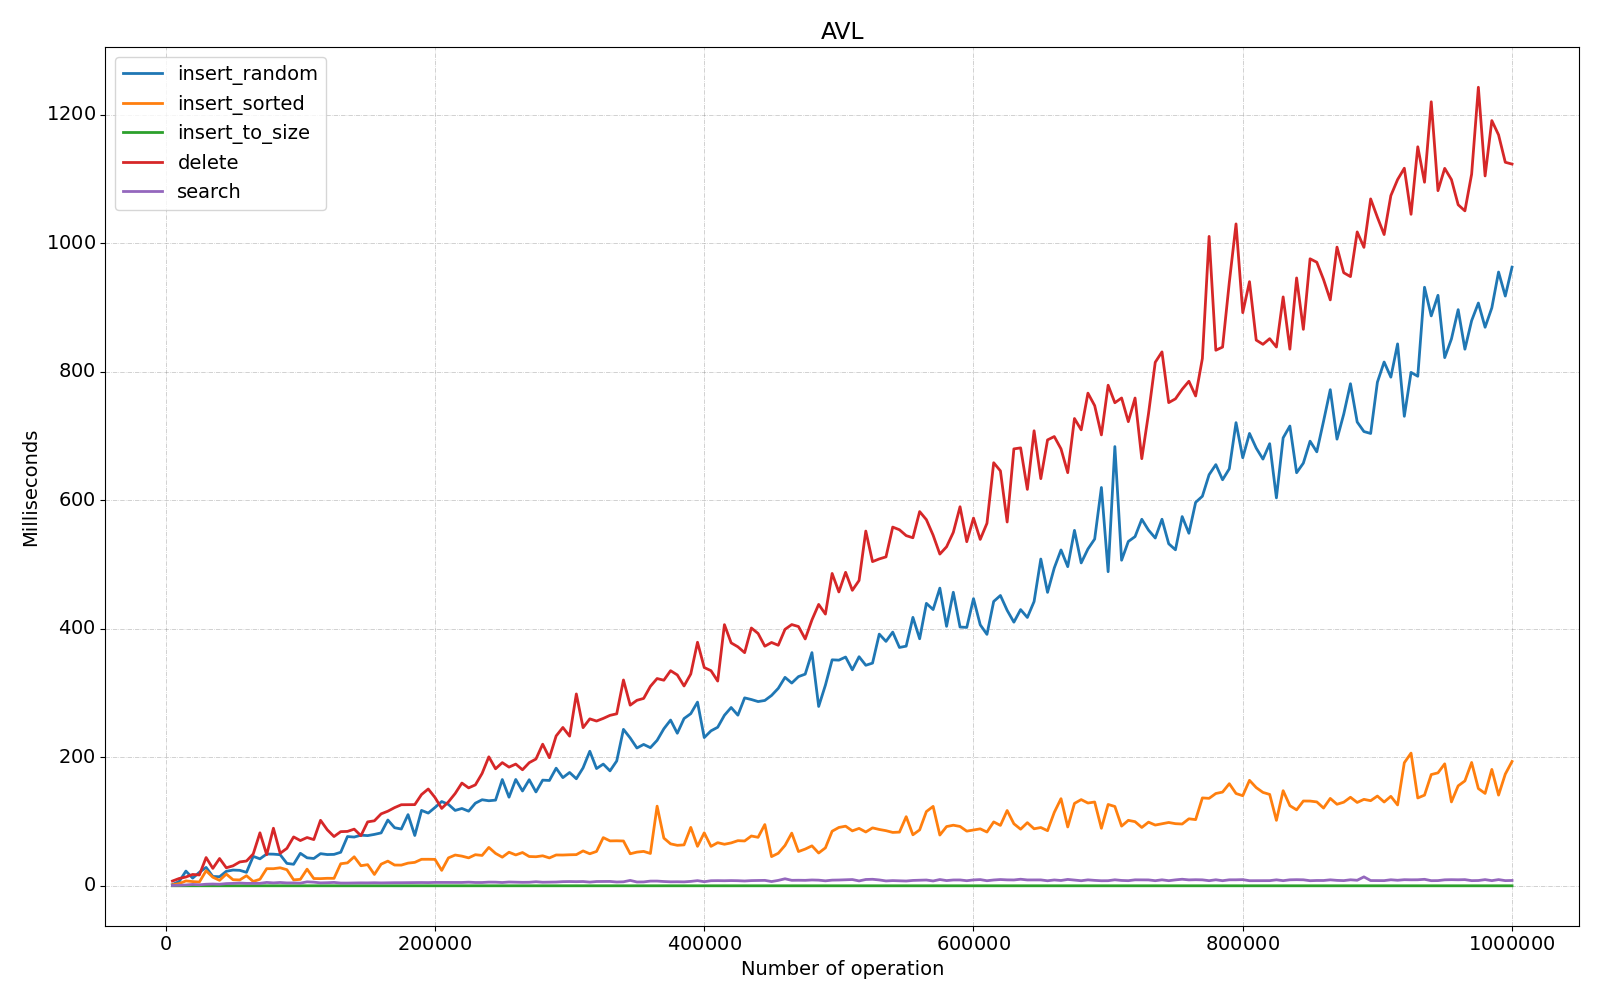 AVL
insert_random
insert_sorted
insert_to_size
delete
search
1200
1000
800
600
400
200
0
Milliseconds
0 200000 400000 600000 800000 1000000
Number of operation